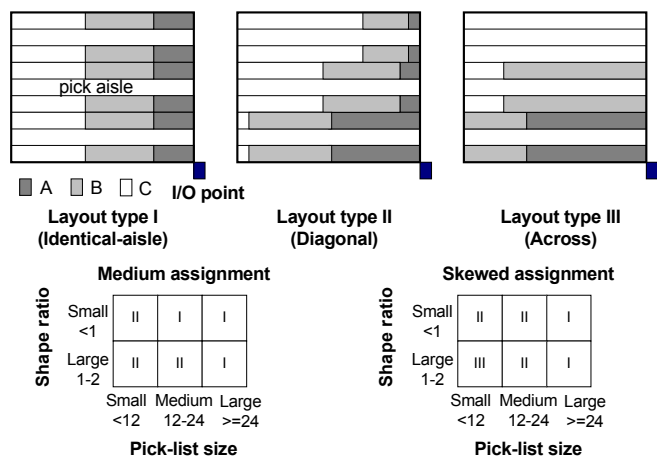 pick aisle
A B C I/O point
Layout type I
(Identical-aisle)
Layout type II
(Diagonal)
Layout type III
(Across)
Medium assignment
Shape ratio
Small
<1
II I I
Large
1-2
II II I
Small Medium Large
<12 12-24 >=24
Pick-list size
Skewed assignment
Shape ratio
Small
<1
II II I
Large
1-2
III II I
Small Medium Large
<12 12-24 >=24
Pick-list size